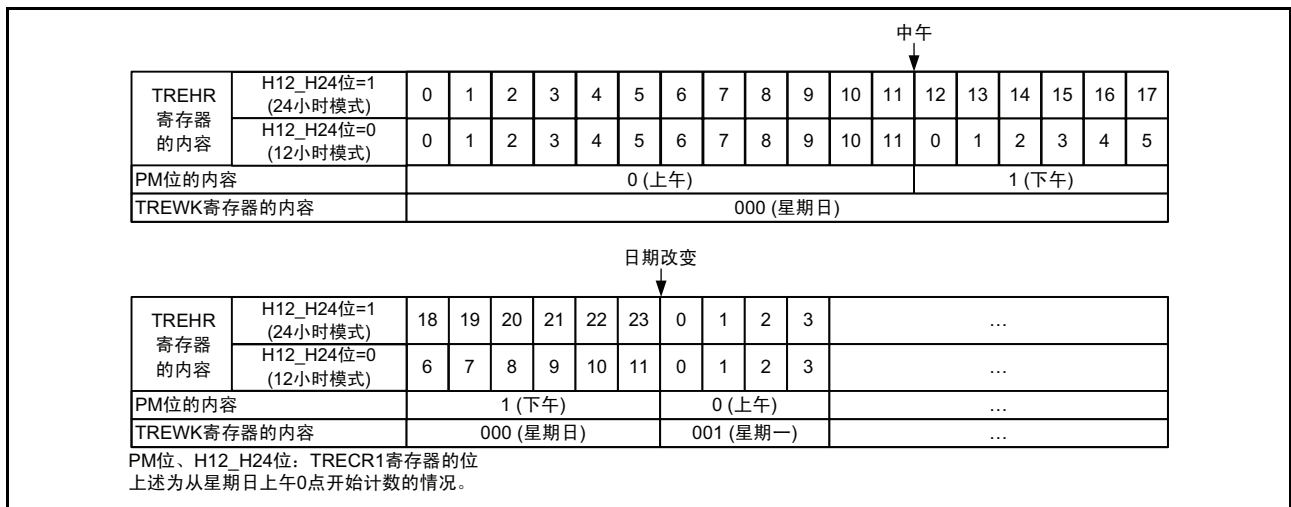 中午
TREHR
寄存器
的内容
H12_H24位=1
(24小时模式)
0 1 2 3 4 5 6 7 8 9 10 11 12 13 14 15 16 17
H12_H24位=0
(12小时模式)
0 1 2 3 4 5 6 7 8 9 10 11 0 1 2 3 4 5
PM位的内容 0 (上午) 1 (下午)
TREWK寄存器的内容 000 (星期日)
日期改变
TREHR
寄存器
的内容
H12_H24位=1
(24小时模式)
18 19 20 21 22 23 0 1 2 3 …
H12_H24位=0
(12小时模式)
6 7 8 9 10 11 0 1 2 3 …
PM位的内容 1 (下午) 0 (上午) …
TREWK寄存器的内容 000 (星期日) 001 (星期一) …
PM位、H12_H24位：TRECR1寄存器的位
上述为从星期日上午0点开始计数的情况。